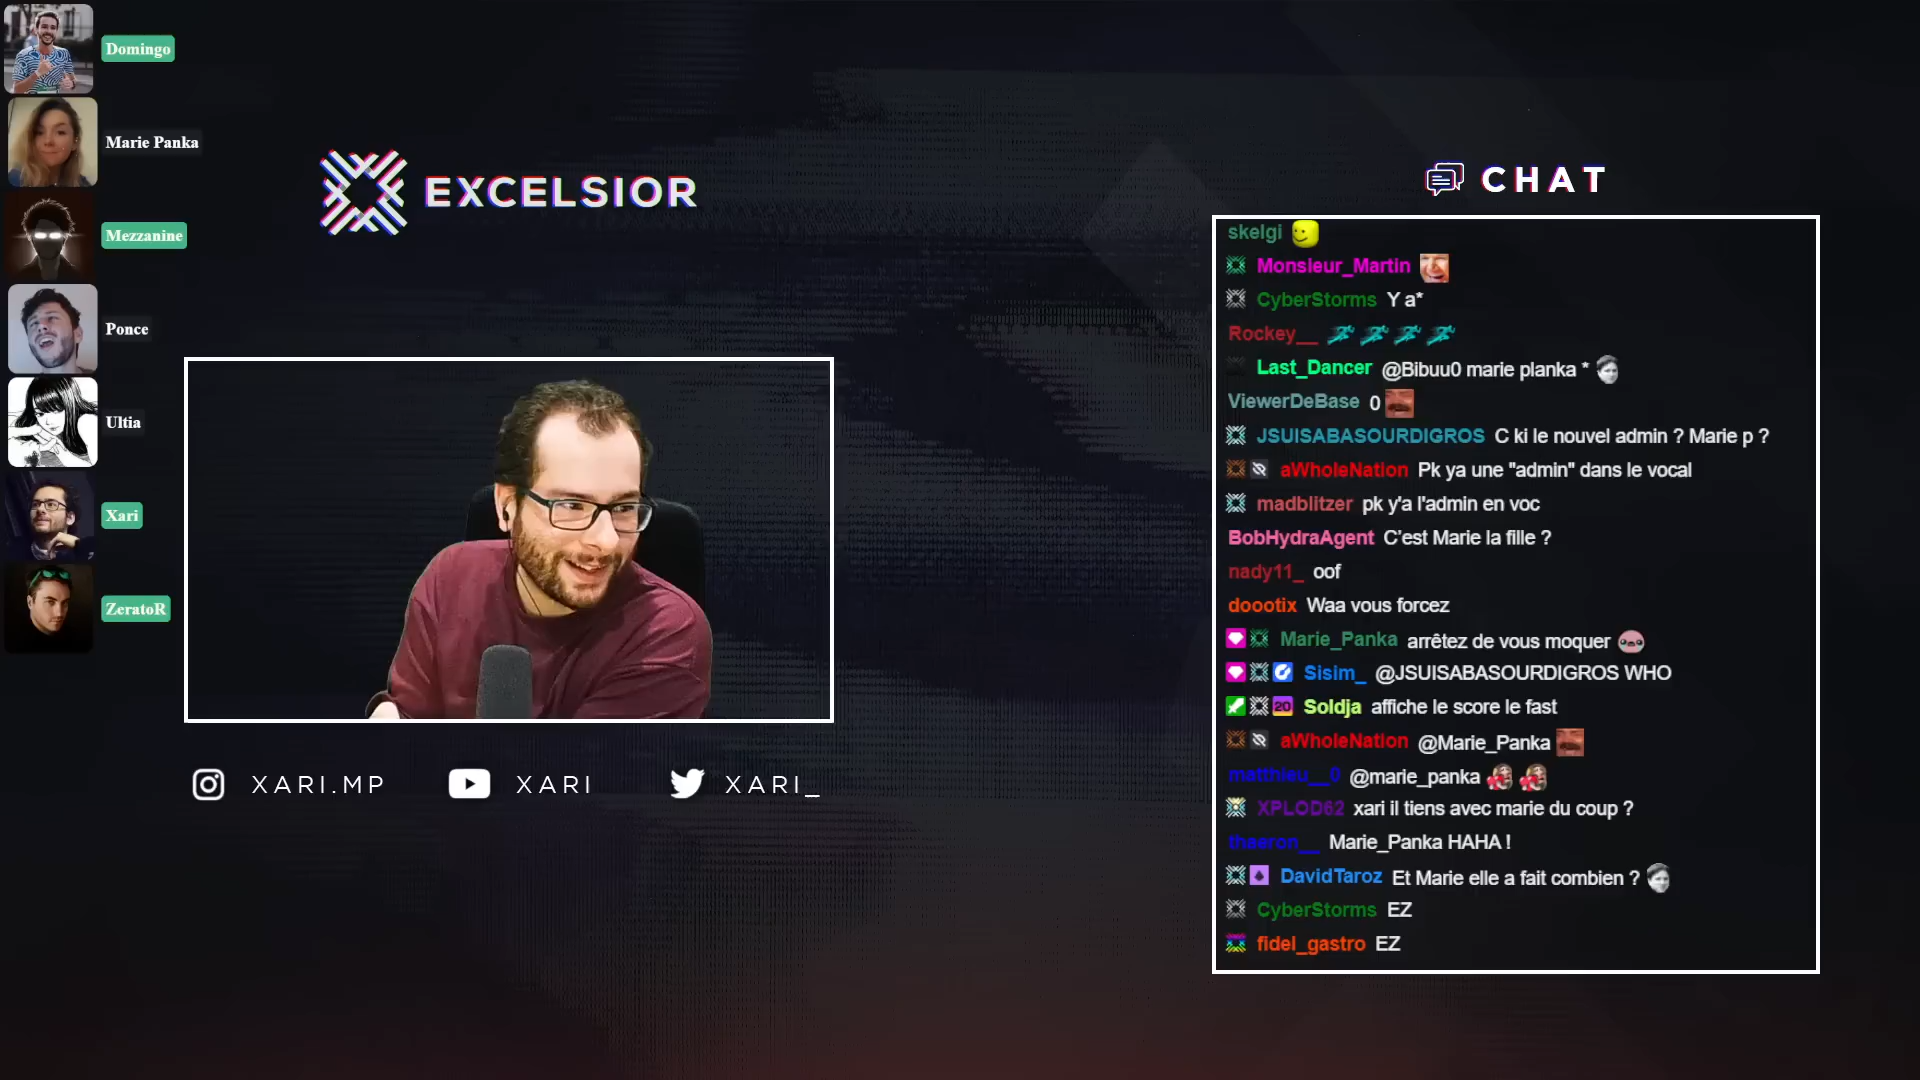 Domingo
Marie Panka
Mezzanine
Ponce
Ultia
Xari
ZeratoR
EXCELSIOR
XARI.MP
XARI
XARI_
CHAT
skelgi
Monsieur_Martin
CyberStorms Y a*
Rockey__
Last_Dancer @Bibuu0 marie planka *
ViewerDeBase 0
JSUISABASOURDIGROS C ki le nouvel admin ? Marie p ?
aWholeNation Pk ya une "admin" dans le vocal
madblitzer pk y'a l'admin en voc
BobHydraAgent C'est Marie la fille ?
nady11_ oof
doootix Waa vous forcez
Marie_Panka arrêtez de vous moquer
Sisim_ @JSUISABASOURDIGROS WHO
20 Soldja affiche le score le fast
aWholeNation @Marie_Panka
matthieu__0 @marie_panka
XPLOD62 xari il tiens avec marie du coup ?
thaeron__ Marie_Panka HAHA !
DavidTaroz Et Marie elle a fait combien ?
CyberStorms EZ
fidel_gastro EZ